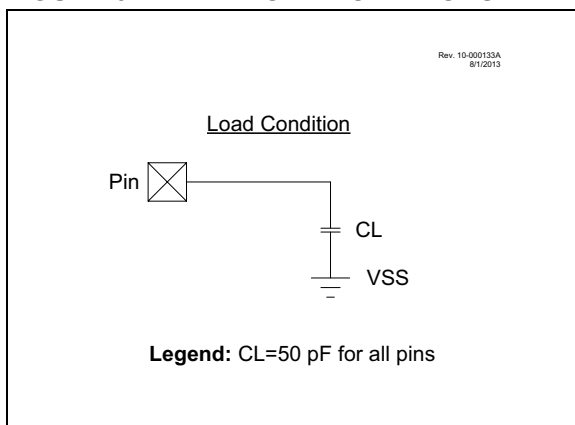 Rev. 10-000133A
8/1/2013
Load Condition
Pin
CL
VSS
Legend: CL=50 pF for all pins